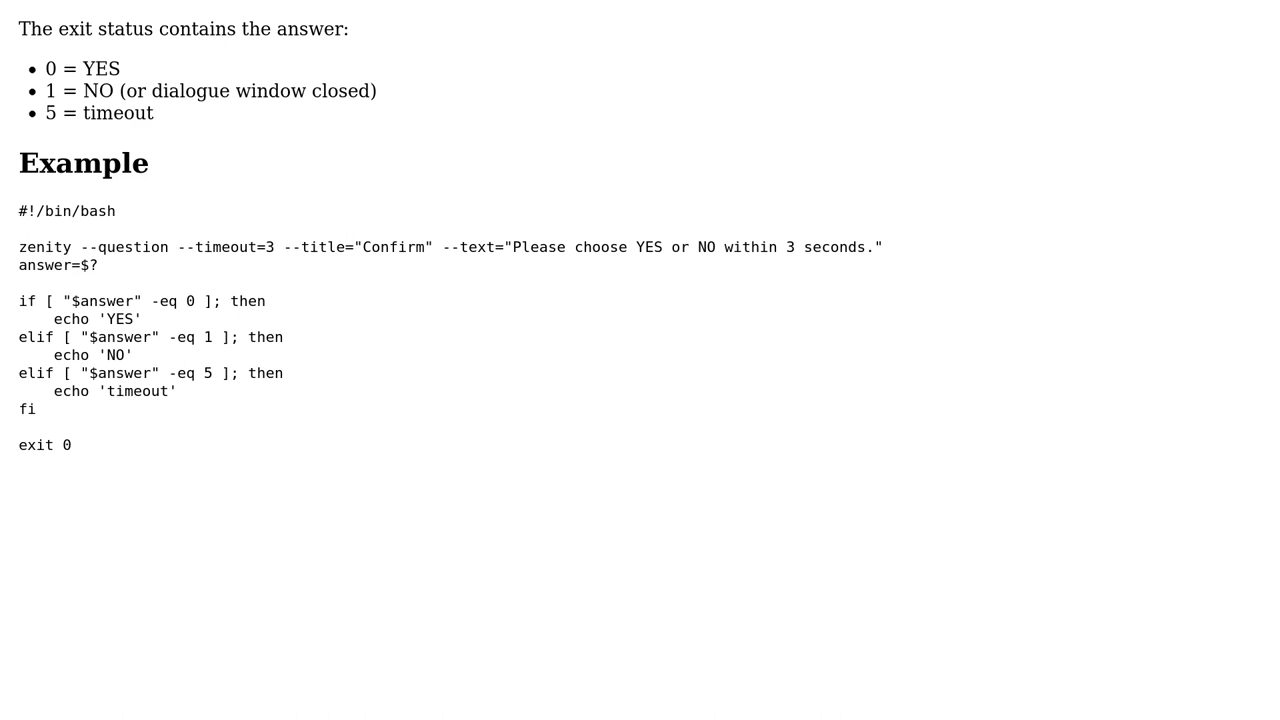 The exit status contains the answer:
• 0 = YES
• 1 = NO (or dialogue window closed)
• 5 = timeout
Example
#!/bin/bash
zenity --question --timeout=3 --title="Confirm" --text="Please choose YES or NO within 3 seconds."
answer=$?
if [ "$answer" -eq 0 ]; then
    echo 'YES'
elif [ "$answer" -eq 1 ]; then
    echo 'NO'
elif [ "$answer" -eq 5 ]; then
    echo 'timeout'
fi
exit 0